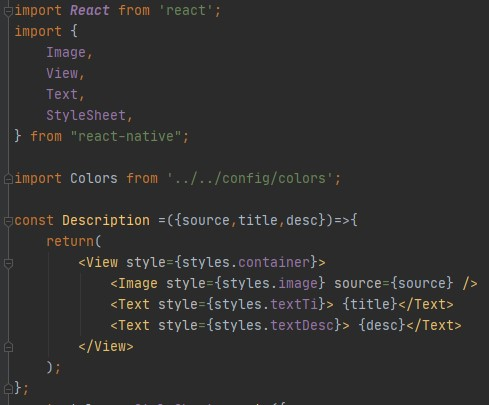 import React from 'react';
import {
    Image,
    View,
    Text,
    StyleSheet,
} from "react-native";

import Colors from '../../config/colors';

const Description =({source,title,desc})=>{
    return(
        <View style={styles.container}>
            <Image style={styles.image} source={source} />
            <Text style={styles.textTi}> {title}</Text>
            <Text style={styles.textDesc}> {desc}</Text>
        </View>
    );
};